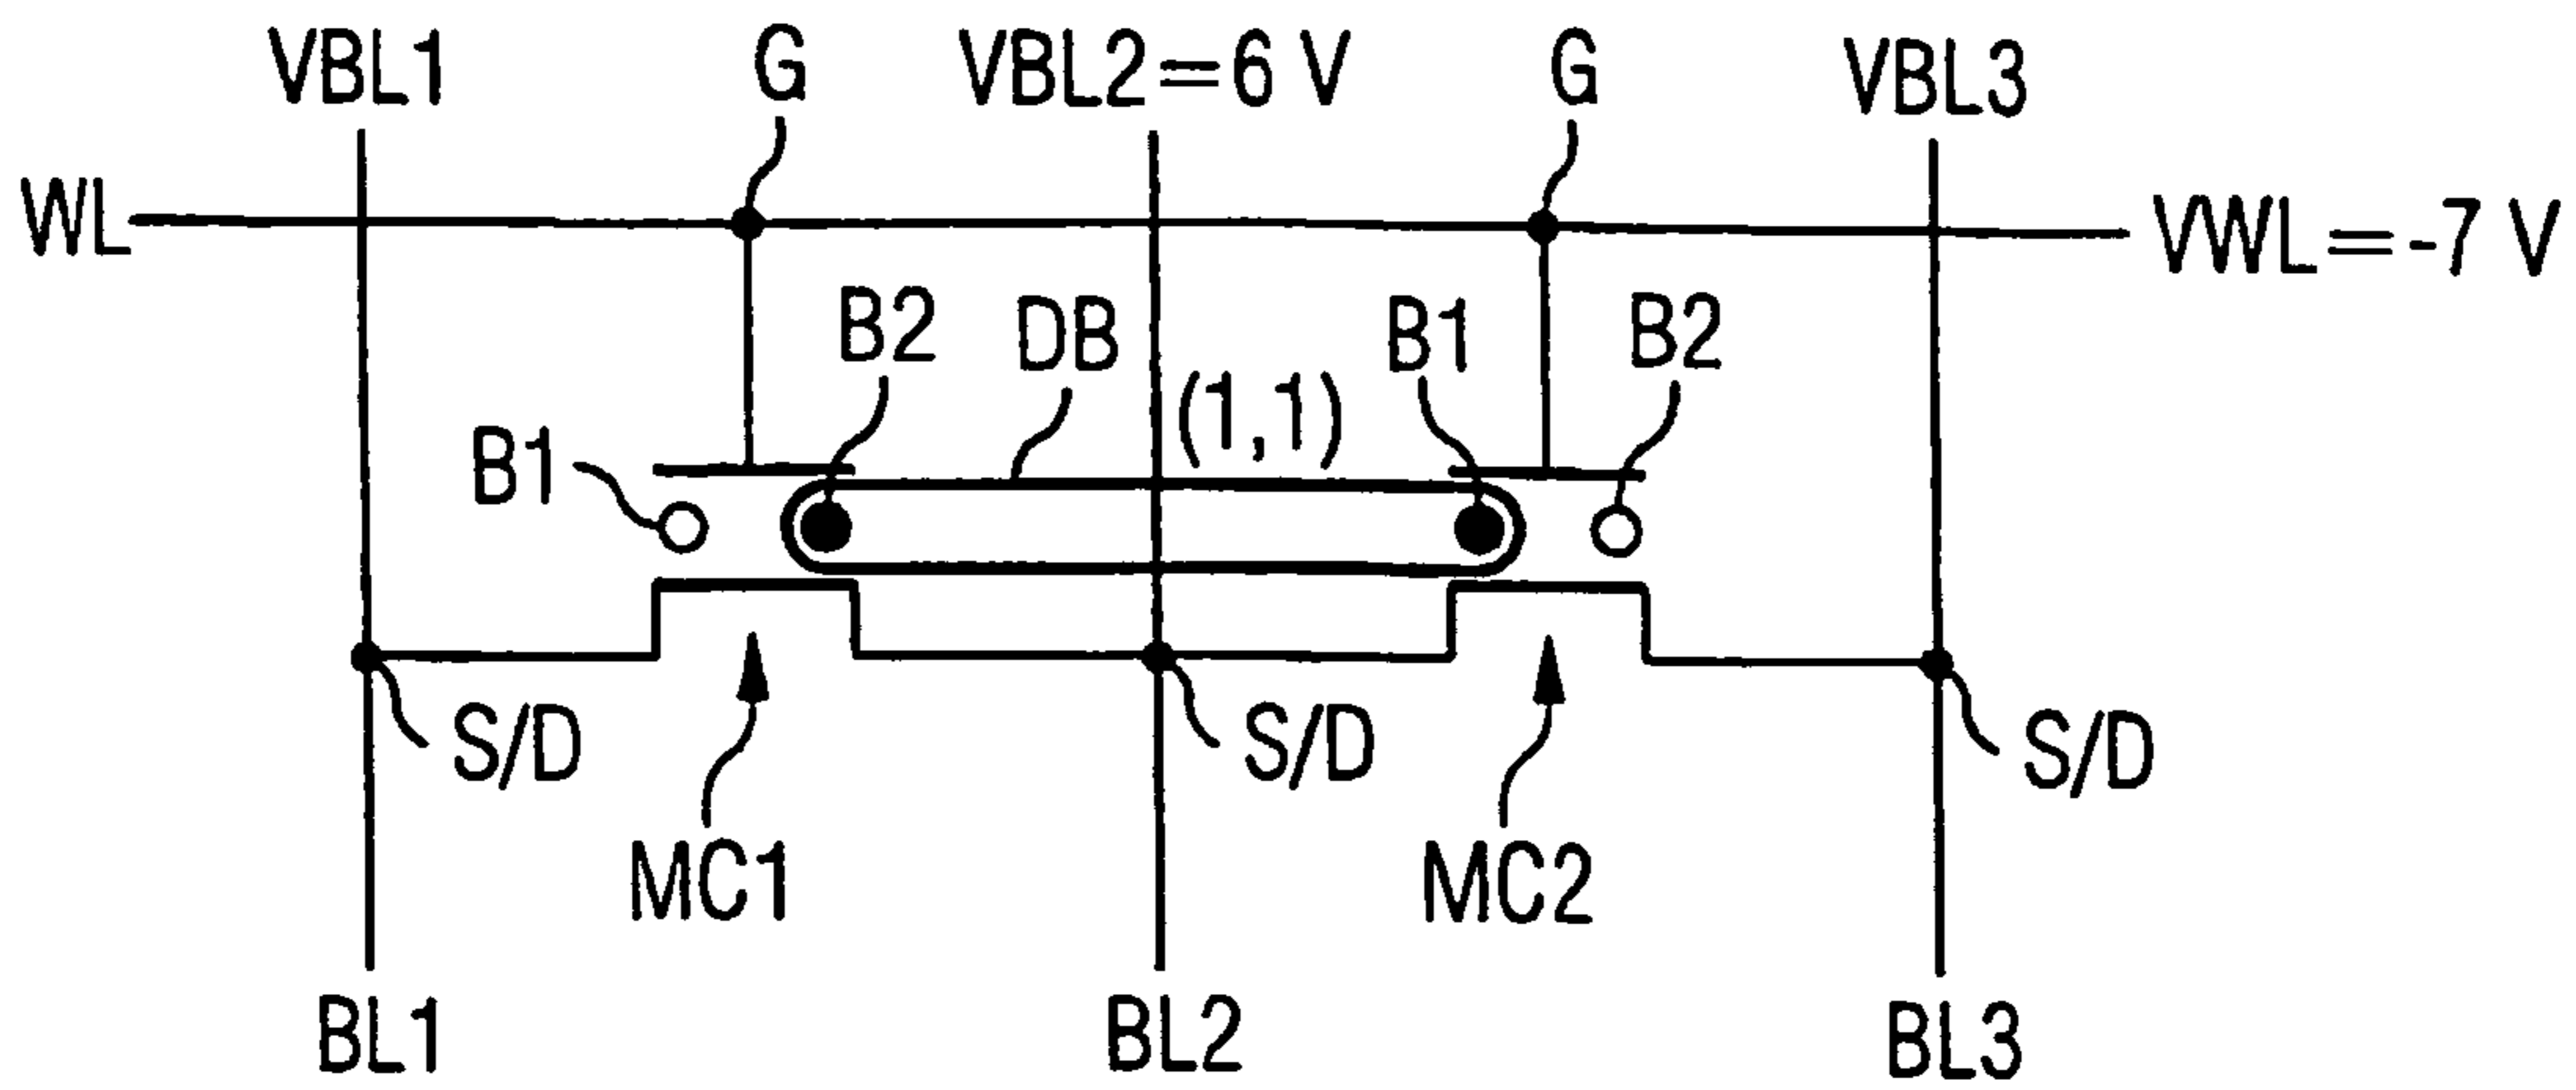 VBL1 G VBL2=6 V G VBL3
WL VWL=-7 V
B2 DB B1 B2
(1,1)
B1
S/D S/D S/D
MC1 MC2
BL1 BL2 BL3